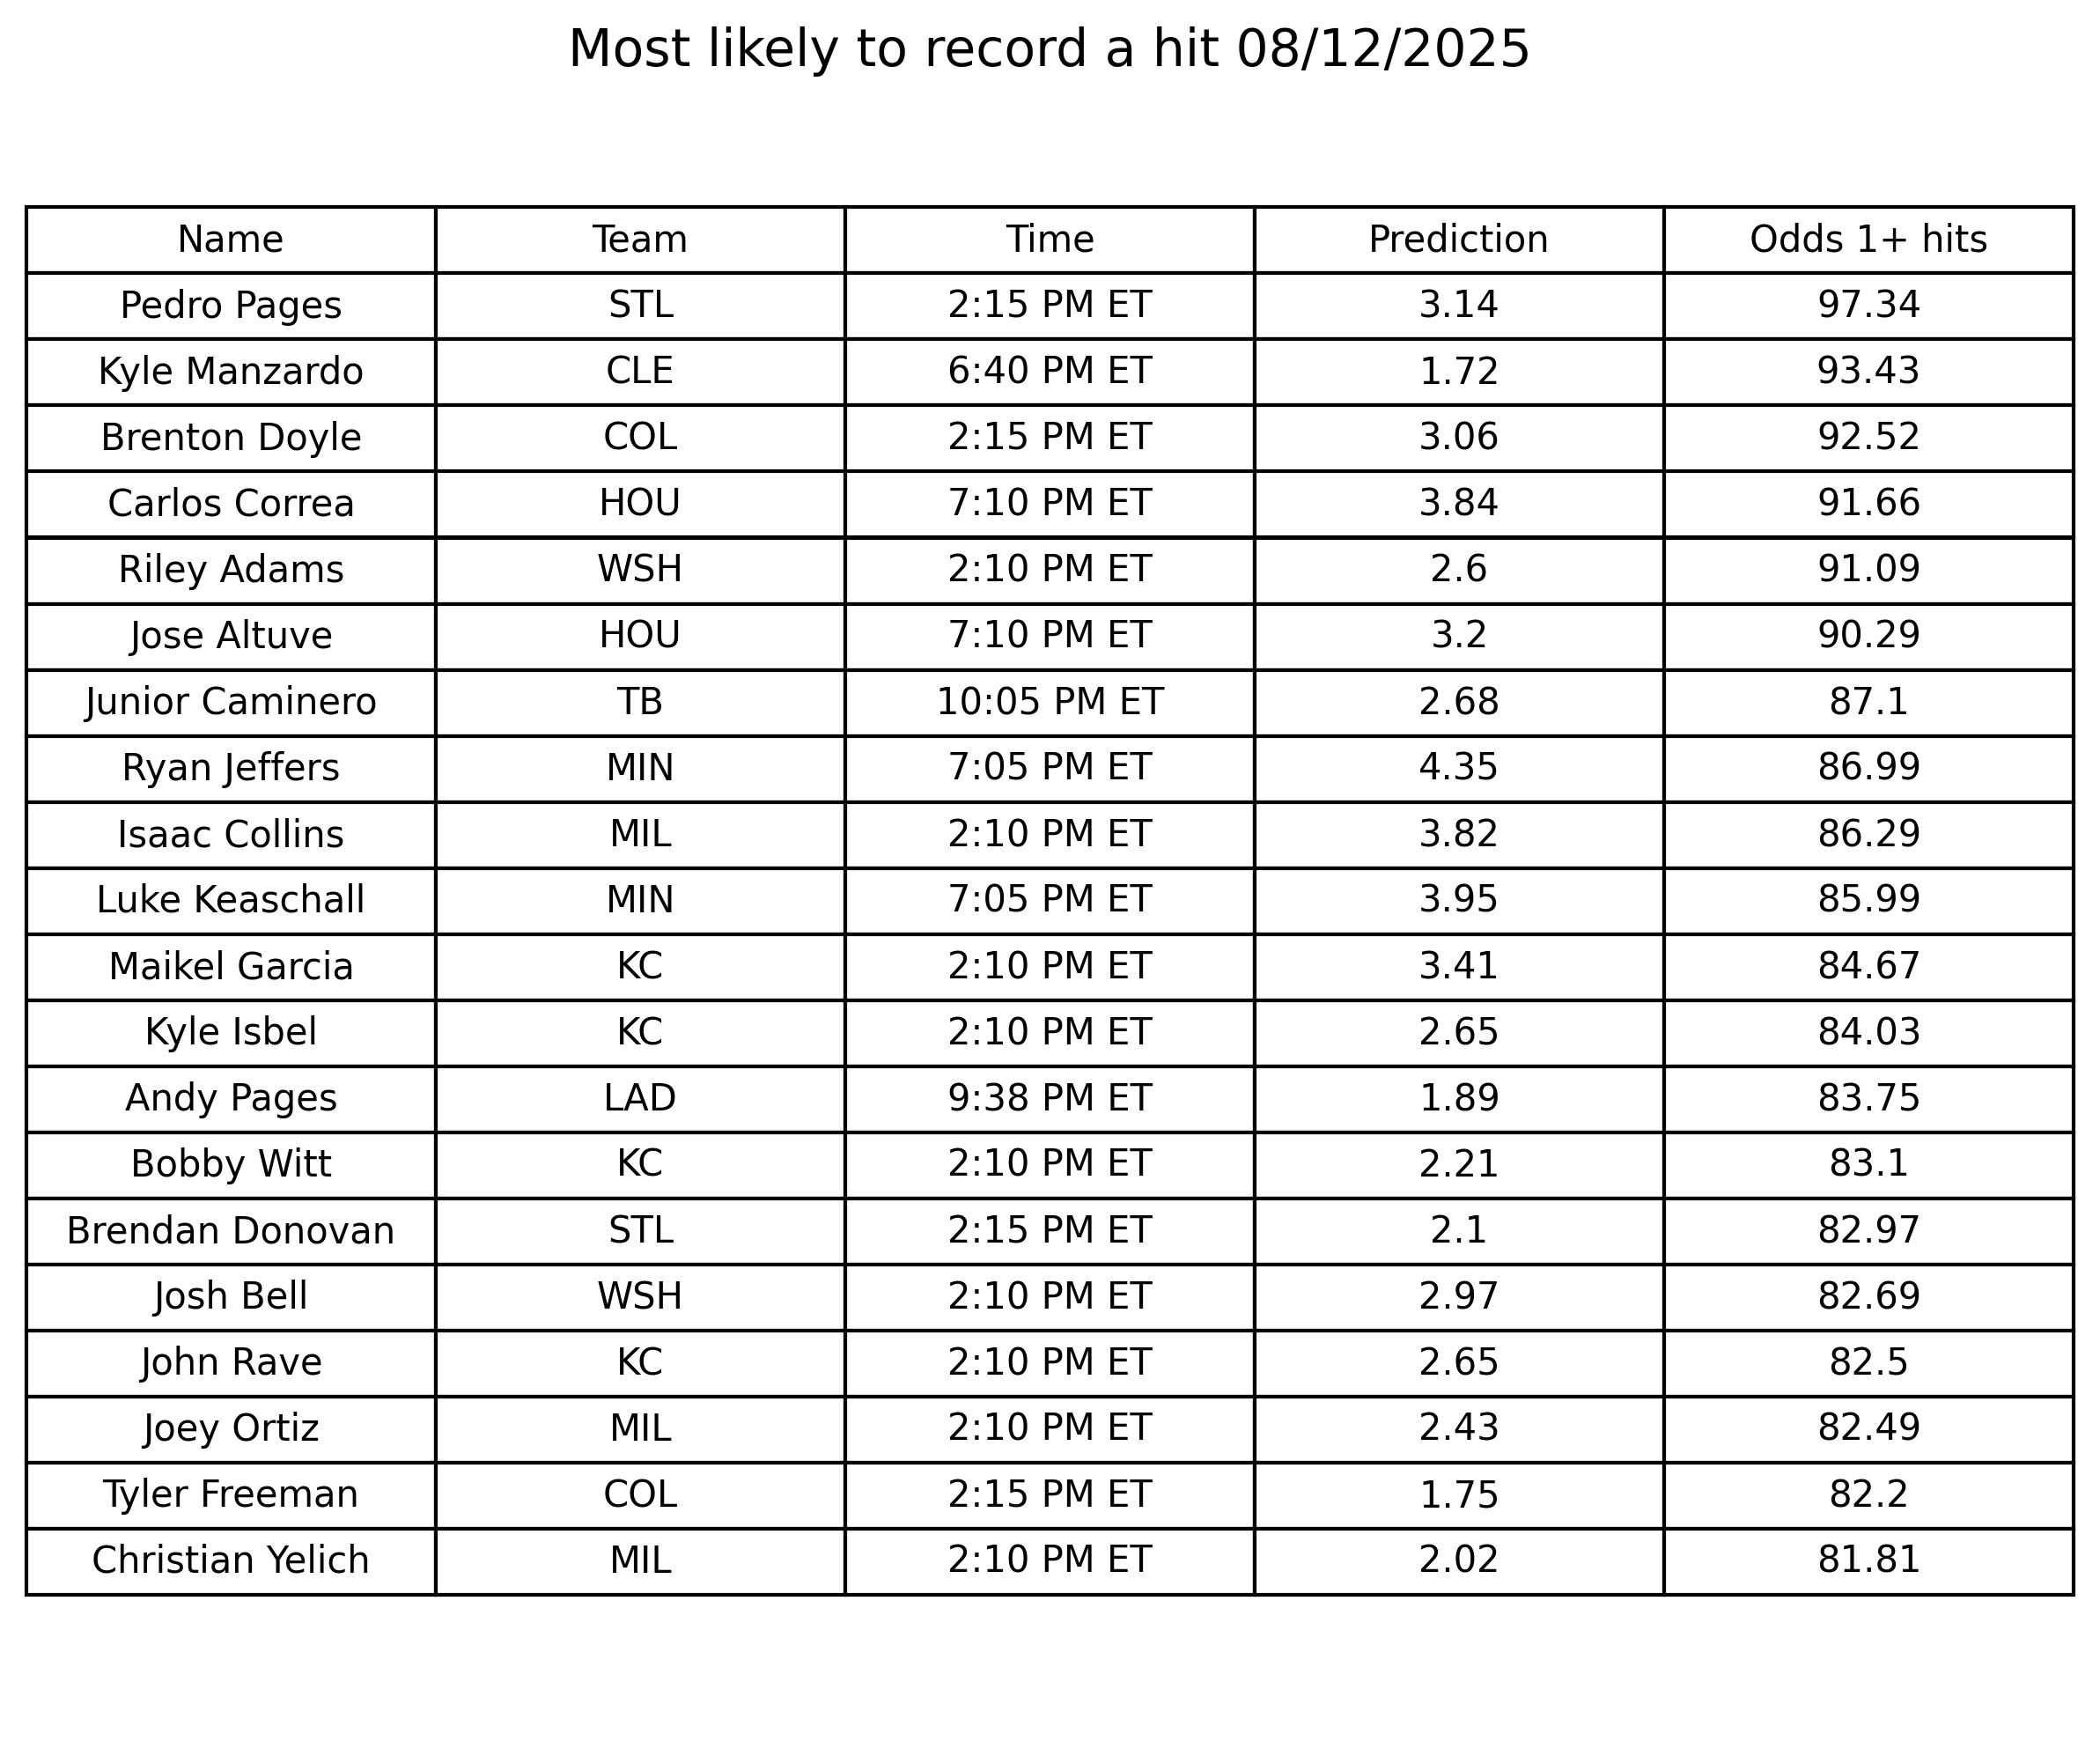 Most likely to record a hit 08/12/2025
Name Team Time Prediction Odds 1+ hits
Pedro Pages STL 2:15 PM ET 3.14 97.34
Kyle Manzardo CLE 6:40 PM ET 1.72 93.43
Brenton Doyle COL 2:15 PM ET 3.06 92.52
Carlos Correa HOU 7:10 PM ET 3.84 91.66
Riley Adams WSH 2:10 PM ET 2.6 91.09
Jose Altuve HOU 7:10 PM ET 3.2 90.29
Junior Caminero TB 10:05 PM ET 2.68 87.1
Ryan Jeffers MIN 7:05 PM ET 4.35 86.99
Isaac Collins MIL 2:10 PM ET 3.82 86.29
Luke Keaschall MIN 7:05 PM ET 3.95 85.99
Maikel Garcia KC 2:10 PM ET 3.41 84.67
Kyle Isbel KC 2:10 PM ET 2.65 84.03
Andy Pages LAD 9:38 PM ET 1.89 83.75
Bobby Witt KC 2:10 PM ET 2.21 83.1
Brendan Donovan STL 2:15 PM ET 2.1 82.97
Josh Bell WSH 2:10 PM ET 2.97 82.69
John Rave KC 2:10 PM ET 2.65 82.5
Joey Ortiz MIL 2:10 PM ET 2.43 82.49
Tyler Freeman COL 2:15 PM ET 1.75 82.2
Christian Yelich MIL 2:10 PM ET 2.02 81.81